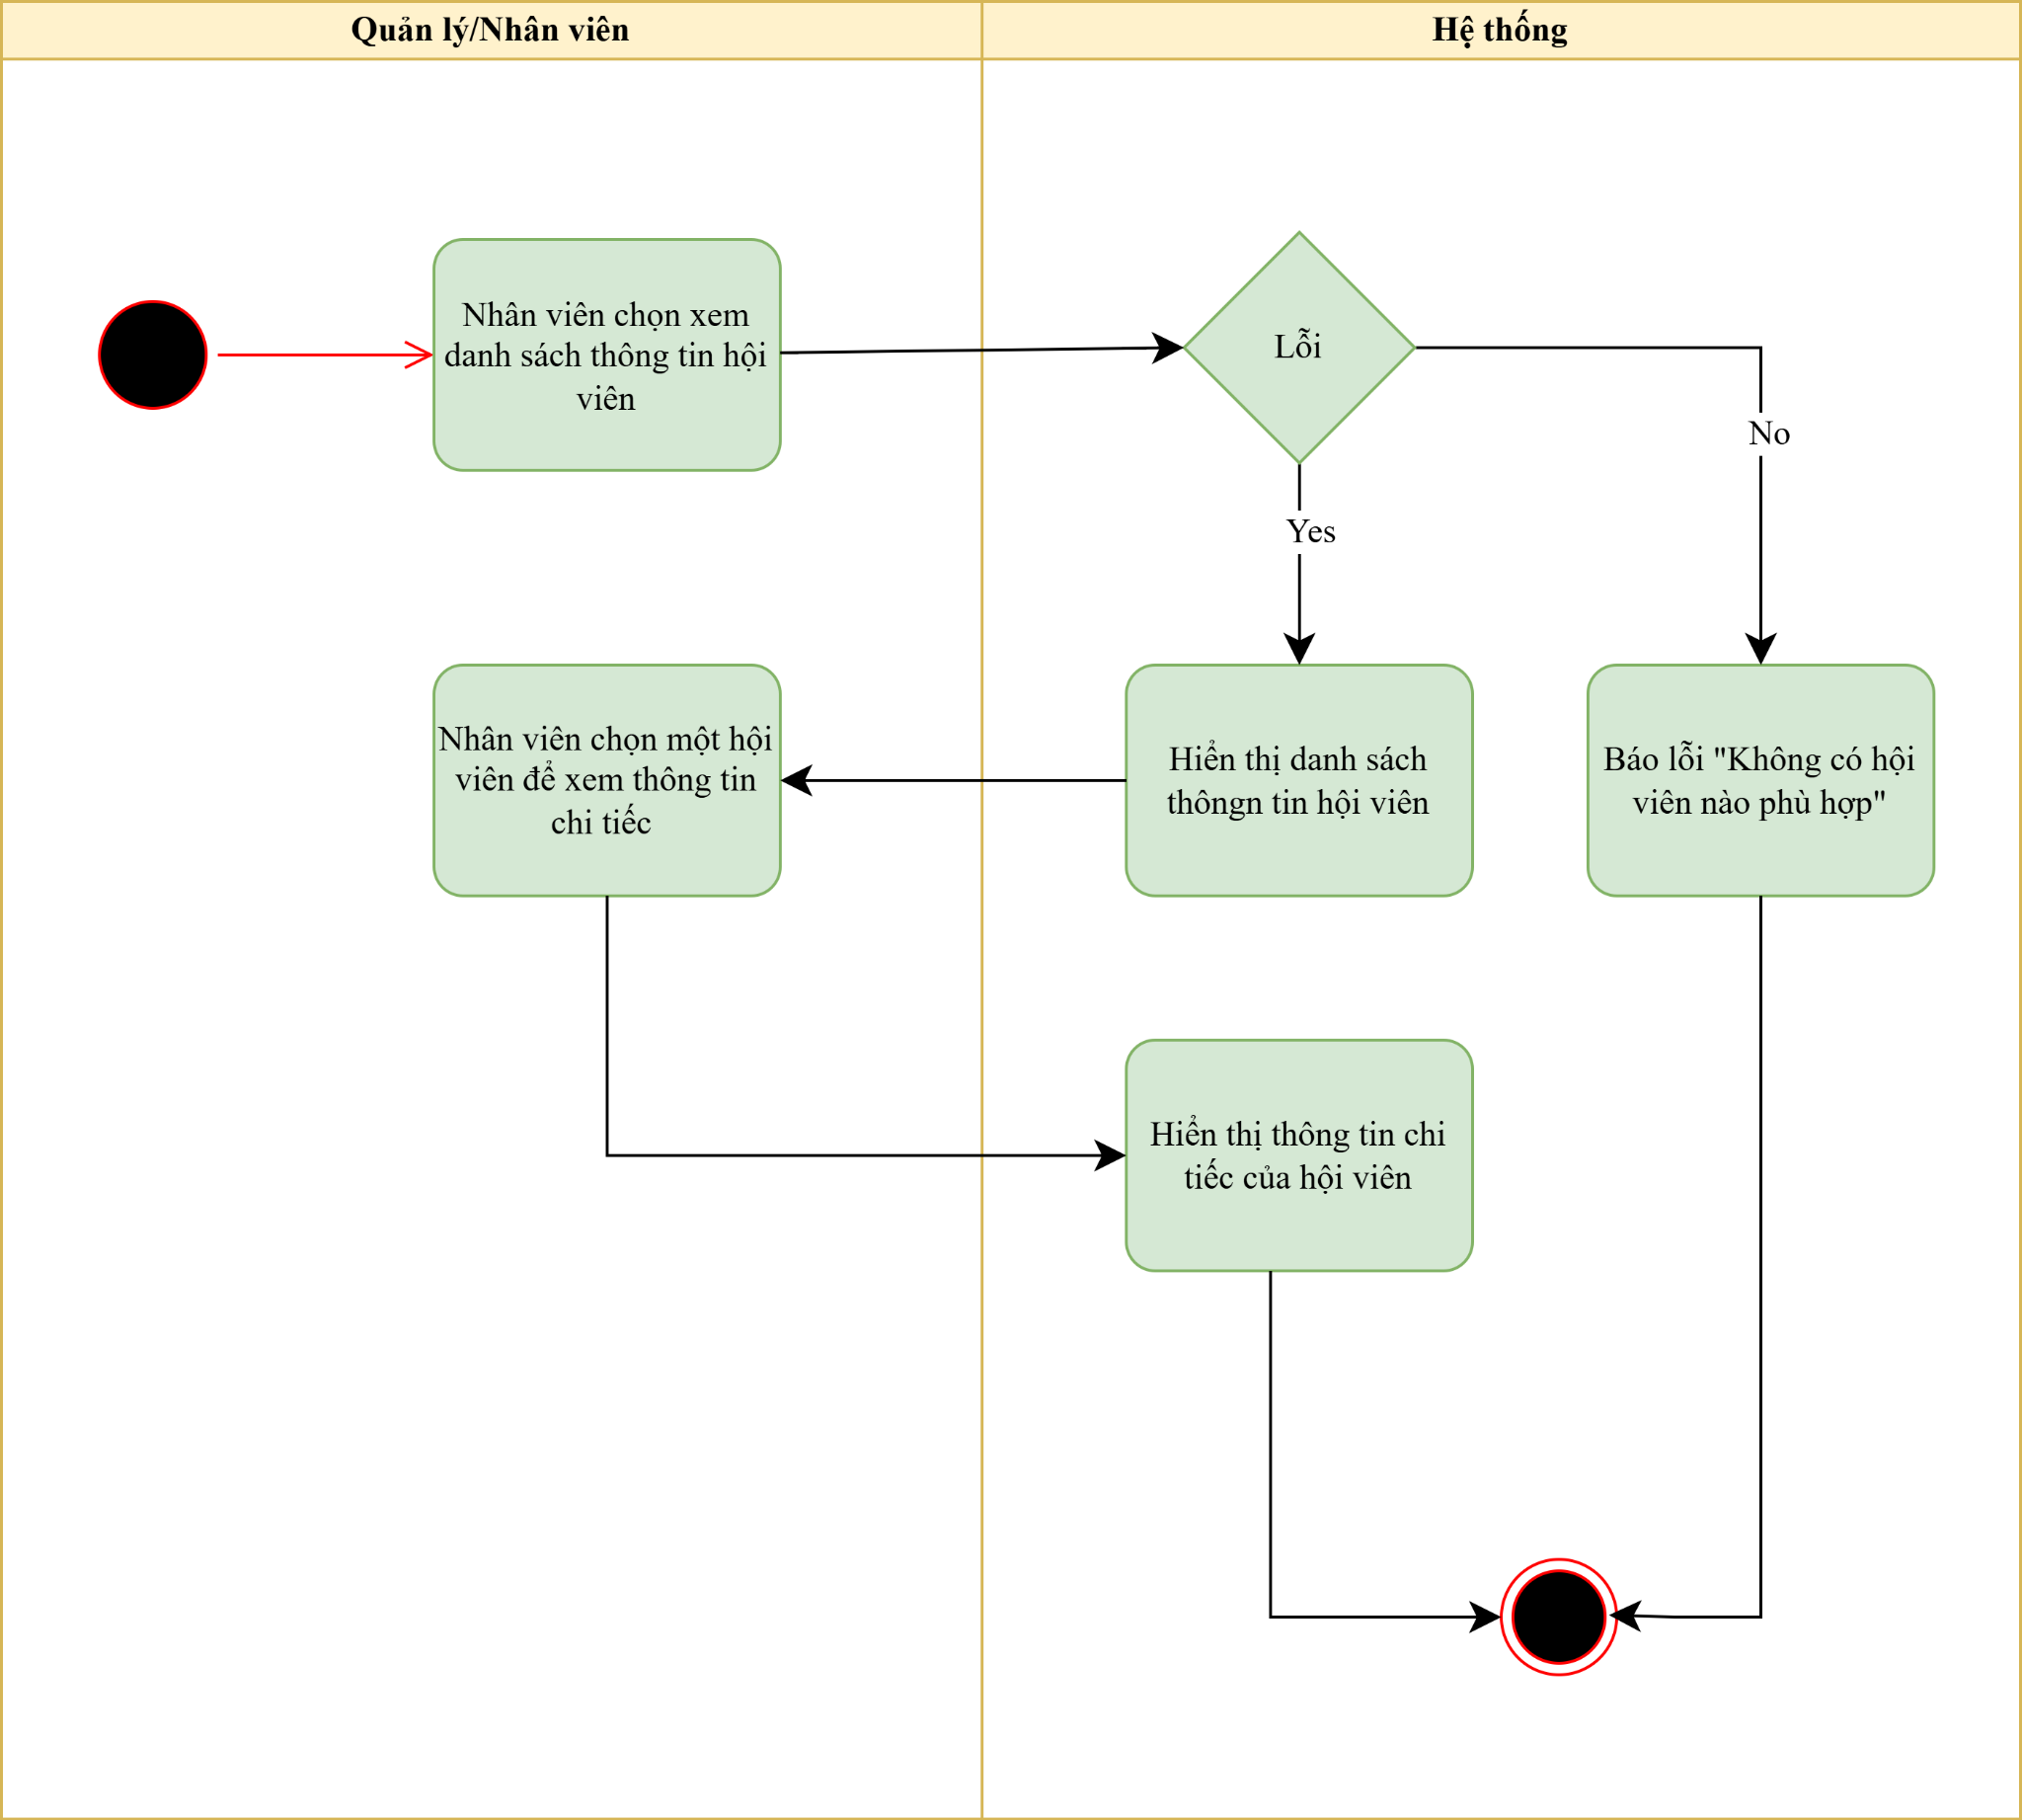 Quản lý/Nhân viên
Hệ thống
Nhân viên chọn xem
danh sách thông tin hội
viên
Lỗi
No
Yes
Nhân viên chọn một hội
viên để xem thông tin
chi tiếc
Hiển thị danh sách
thôngn tin hội viên
Báo lỗi "Không có hội
viên nào phù hợp"
Hiển thị thông tin chi
tiếc của hội viên